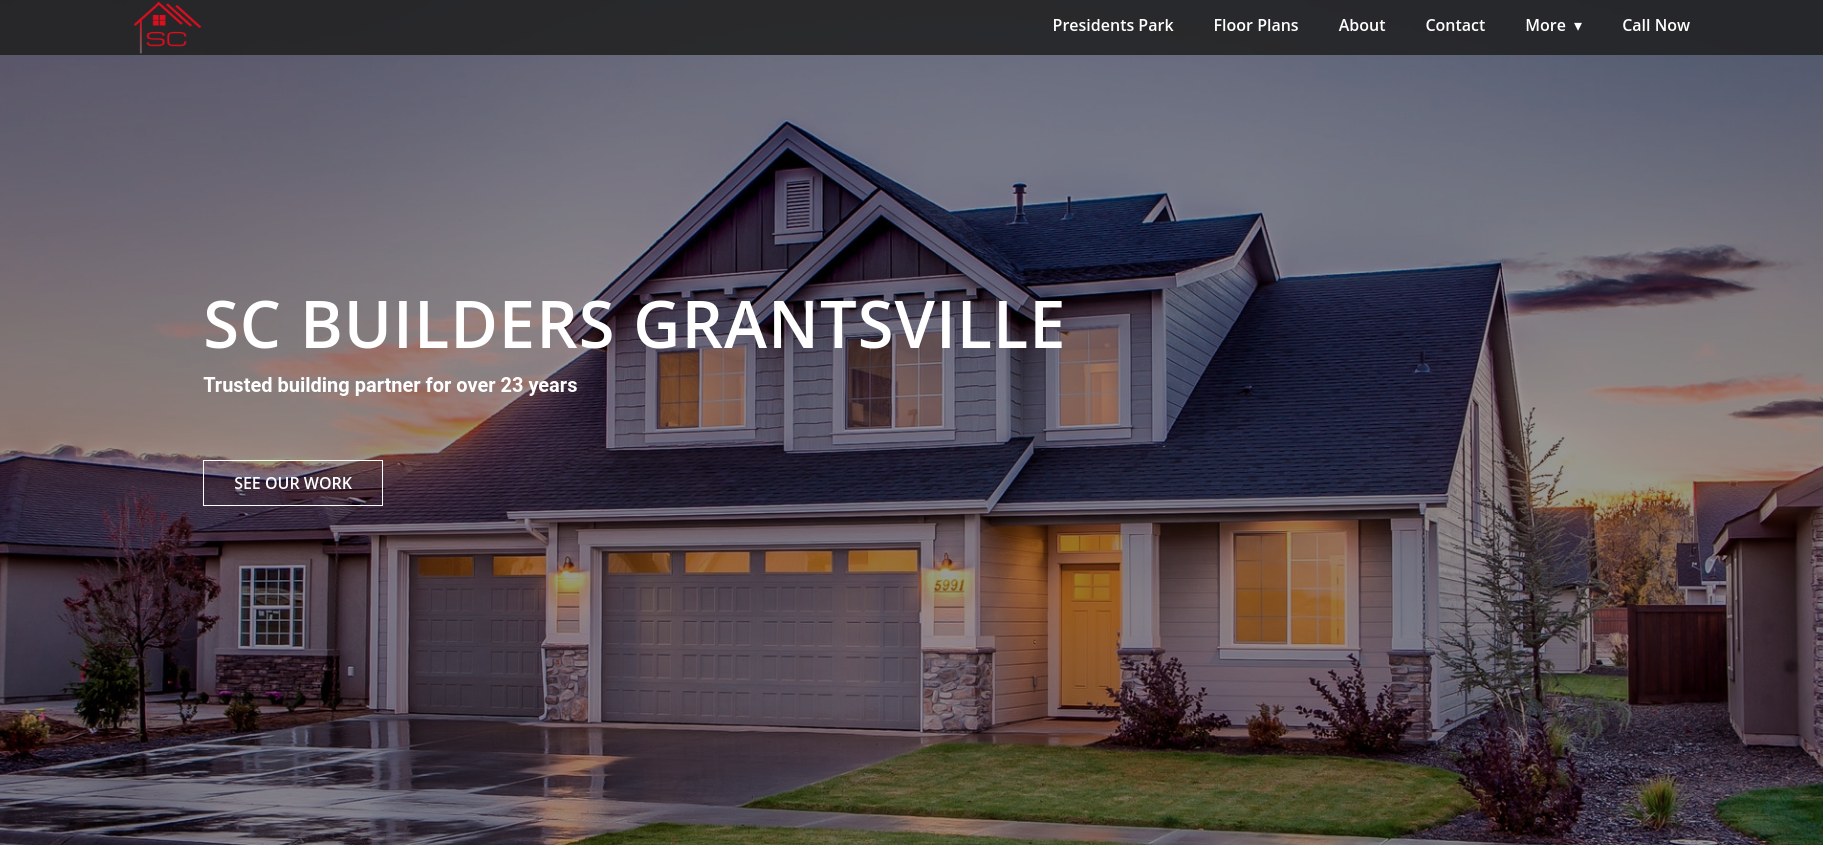 SC
Presidents Park
Floor Plans
About
Contact
More ▾
Call Now
SC BUILDERS GRANTSVILLE
Trusted building partner for over 23 years
SEE OUR WORK
5991